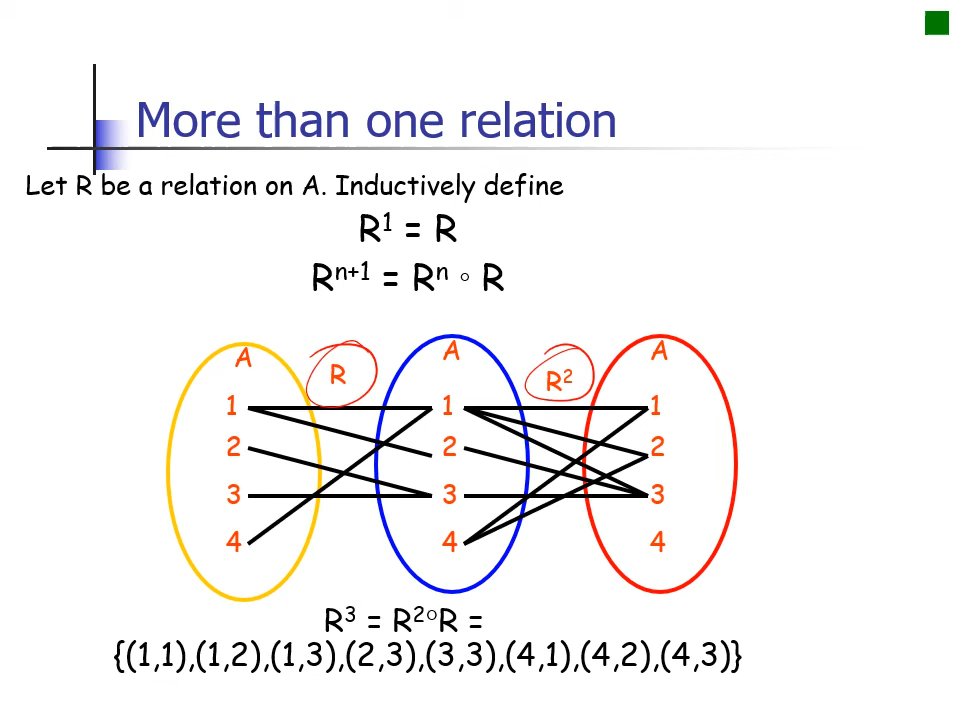 More than one relation
Let R be a relation on A. Inductively define
R¹ = R
Rⁿ⁺¹ = Rⁿ ◦ R
A R A R² A
1 1 1
2 2 2
3 3 3
4 4 4
R³ = R²○R =
{(1,1),(1,2),(1,3),(2,3),(3,3),(4,1),(4,2),(4,3)}